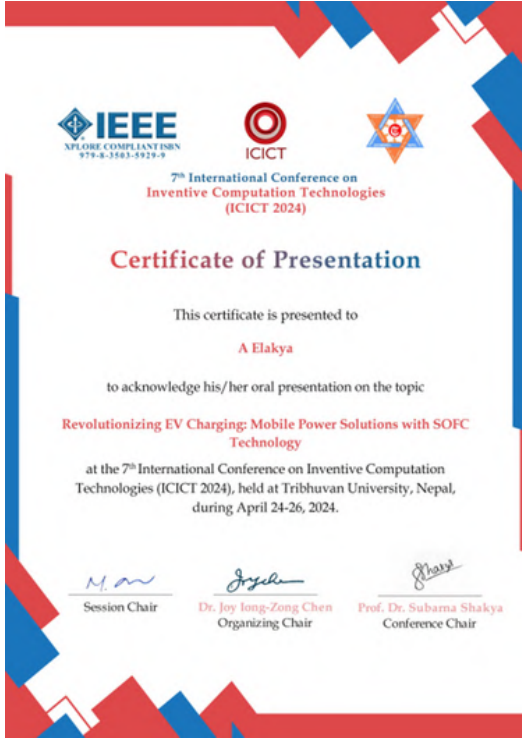 IEEE
XPLORE COMPLIANT ISBN
979-8-3503-5929-9
ICICT
7th International Conference on
Inventive Computation Technologies
(ICICT 2024)
Certificate of Presentation
This certificate is presented to
A Elakya
to acknowledge his/her oral presentation on the topic
Revolutionizing EV Charging: Mobile Power Solutions with SOFC
Technology
at the 7th International Conference on Inventive Computation
Technologies (ICICT 2024), held at Tribhuvan University, Nepal,
during April 24-26, 2024.
Session Chair
Dr. Joy Iong-Zong Chen
Organizing Chair
Prof. Dr. Subarna Shakya
Conference Chair